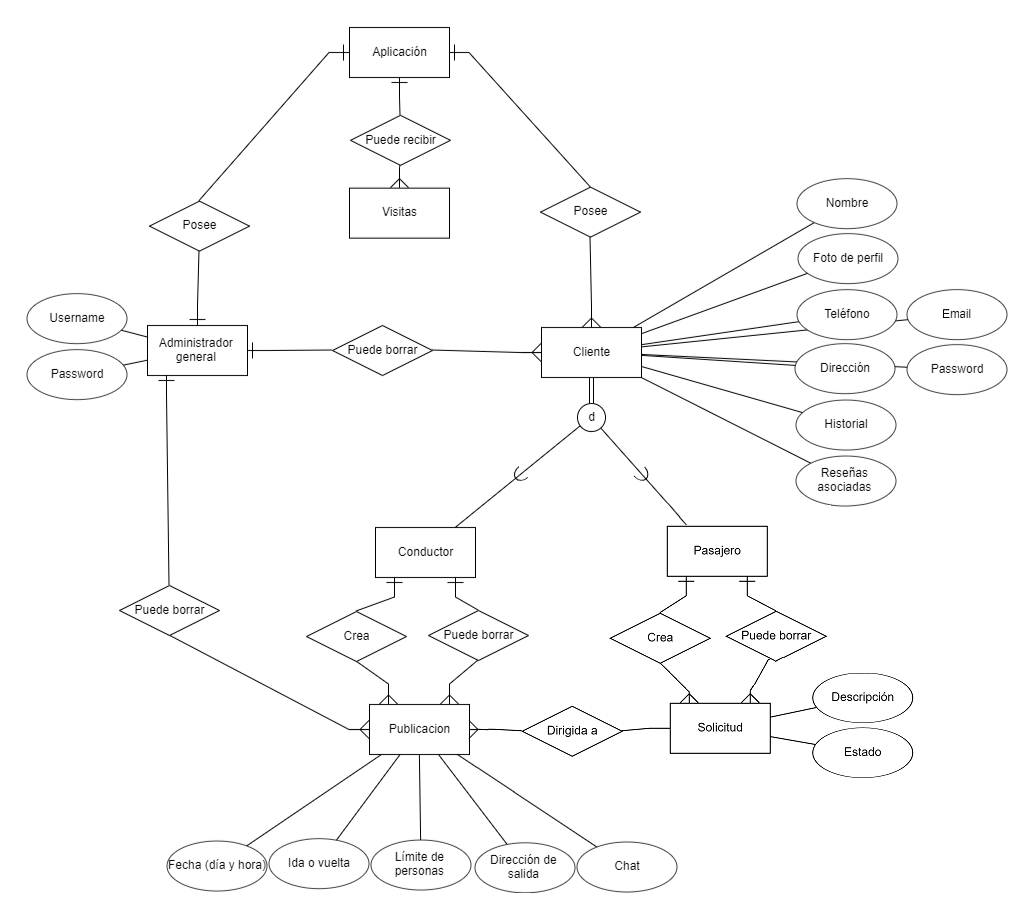 Aplicación
Puede recibir
Visitas
Posee
Posee
Nombre
Foto de perfil
Teléfono
Email
Username
Administrador
general
Puede borrar
Cliente
Dirección
Password
Password
Historial
d
Reseñas
asociadas
Conductor
Pasajero
Puede borrar
Crea
Puede borrar
Crea
Puede borrar
Descripción
Publicacion
Dirigida a
Solicitud
Estado
Fecha (día y hora)
Ida o vuelta
Límite de
personas
Dirección de
salida
Chat